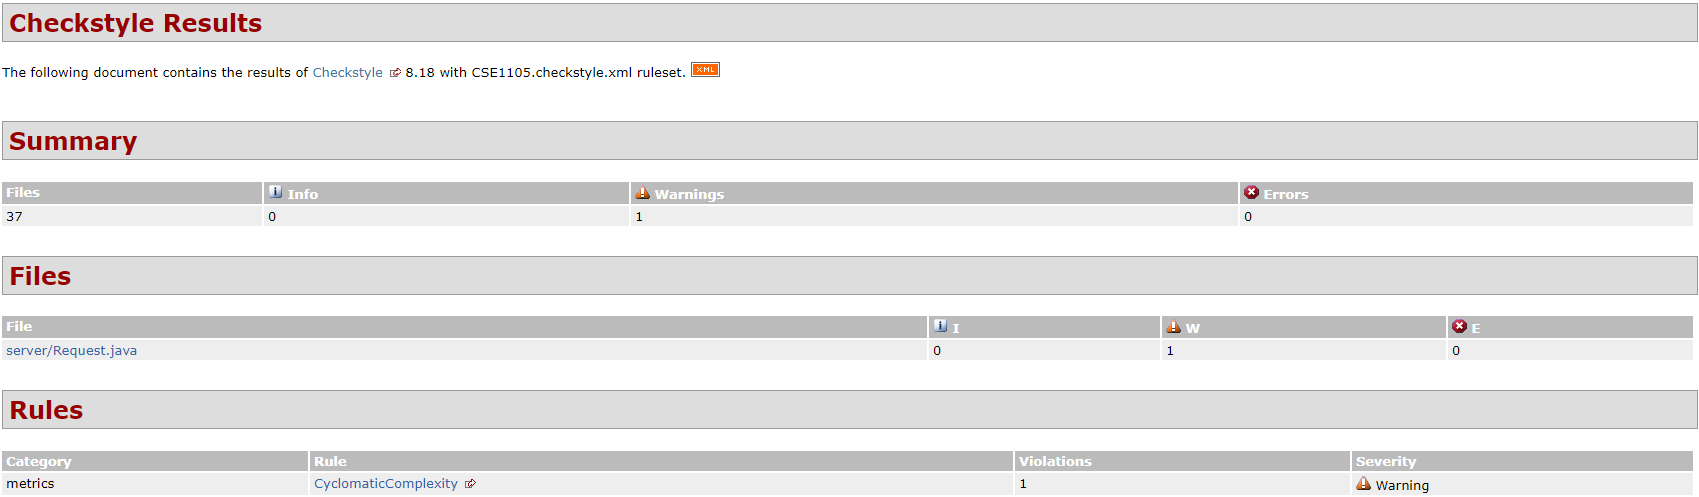 Checkstyle Results
The following document contains the results of Checkstyle 8.18 with CSE1105.checkstyle.xml ruleset. XML
Summary
Files Info Warnings Errors
37 0 1 0
Files
File I W E
server/Request.java 0 1 0
Rules
Category Rule Violations Severity
metrics CyclomaticComplexity 1 Warning